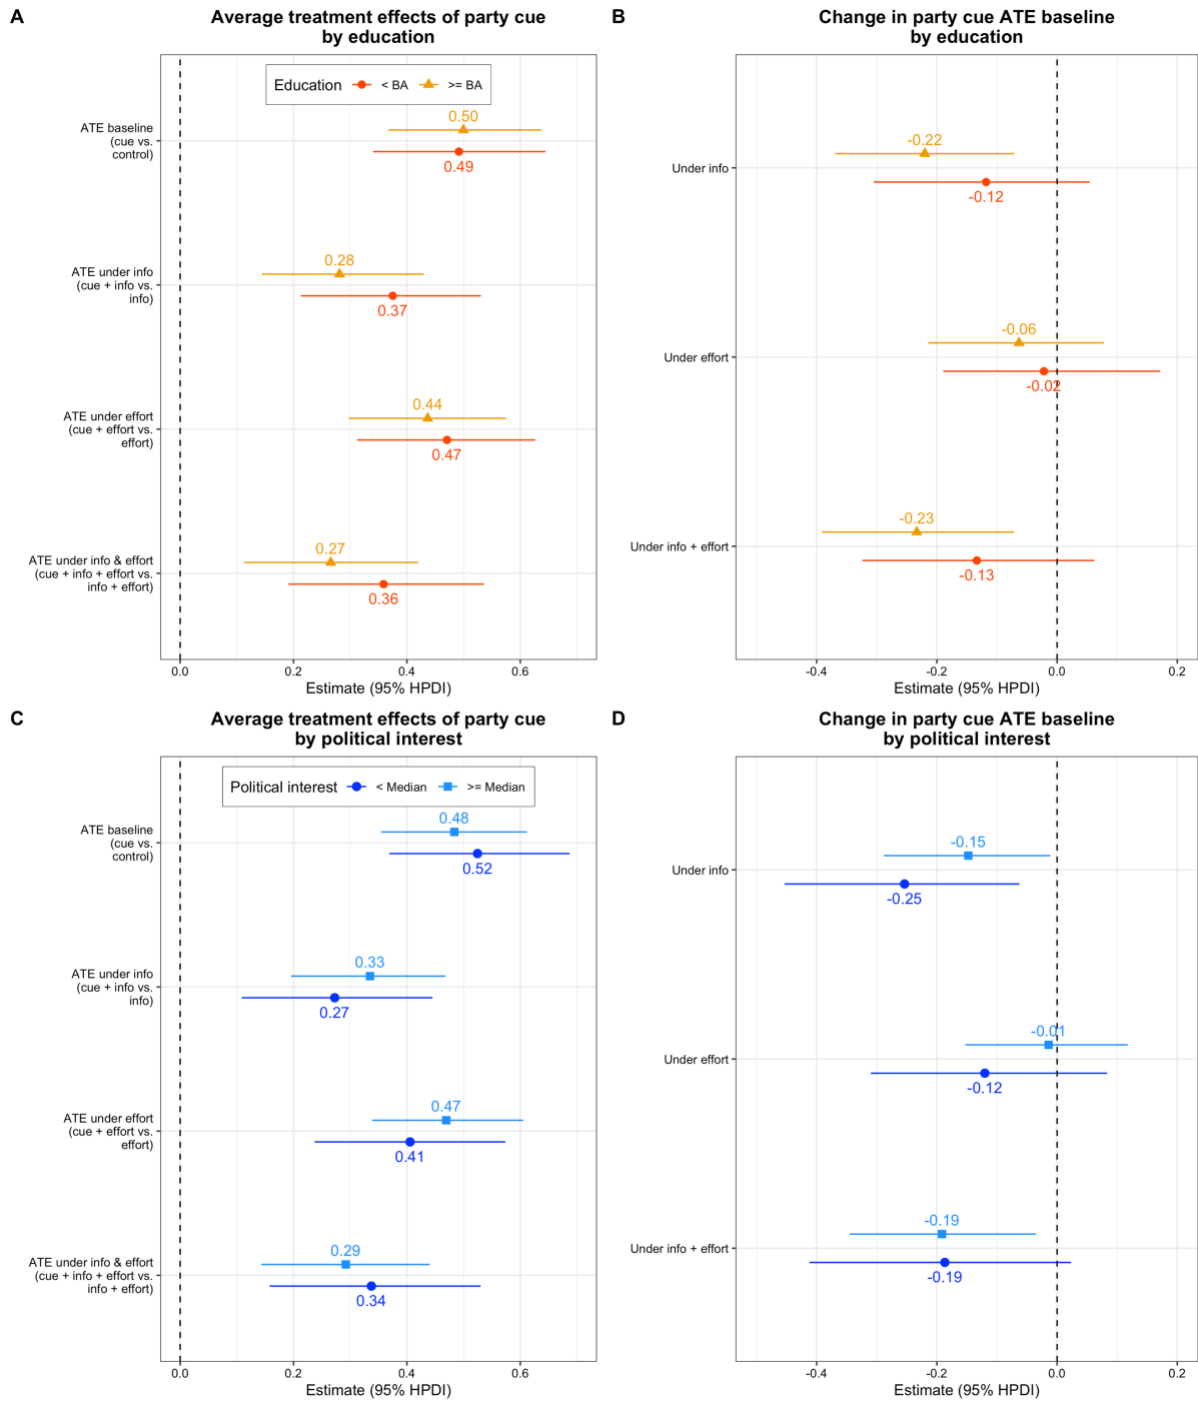 A
Average treatment effects of party cue
by education
Education < BA >= BA
ATE baseline
(cue vs.
control)
0.50
0.49
ATE under info
(cue + info vs.
info)
0.28
0.37
ATE under effort
(cue + effort vs.
effort)
0.44
0.47
ATE under info & effort
(cue + info + effort vs.
info + effort)
0.27
0.36
0.0 0.2 0.4 0.6
Estimate (95% HPDI)
B
Change in party cue ATE baseline
by education
Under info
-0.22
-0.12
Under effort
-0.06
-0.02
Under info + effort
-0.23
-0.13
-0.4 -0.2 0.0 0.2
Estimate (95% HPDI)
C
Average treatment effects of party cue
by political interest
Political interest < Median >= Median
ATE baseline
(cue vs.
control)
0.48
0.52
ATE under info
(cue + info vs.
info)
0.33
0.27
ATE under effort
(cue + effort vs.
effort)
0.47
0.41
ATE under info & effort
(cue + info + effort vs.
info + effort)
0.29
0.34
0.0 0.2 0.4 0.6
Estimate (95% HPDI)
D
Change in party cue ATE baseline
by political interest
Under info
-0.15
-0.25
Under effort
-0.01
-0.12
Under info + effort
-0.19
-0.19
-0.4 -0.2 0.0 0.2
Estimate (95% HPDI)